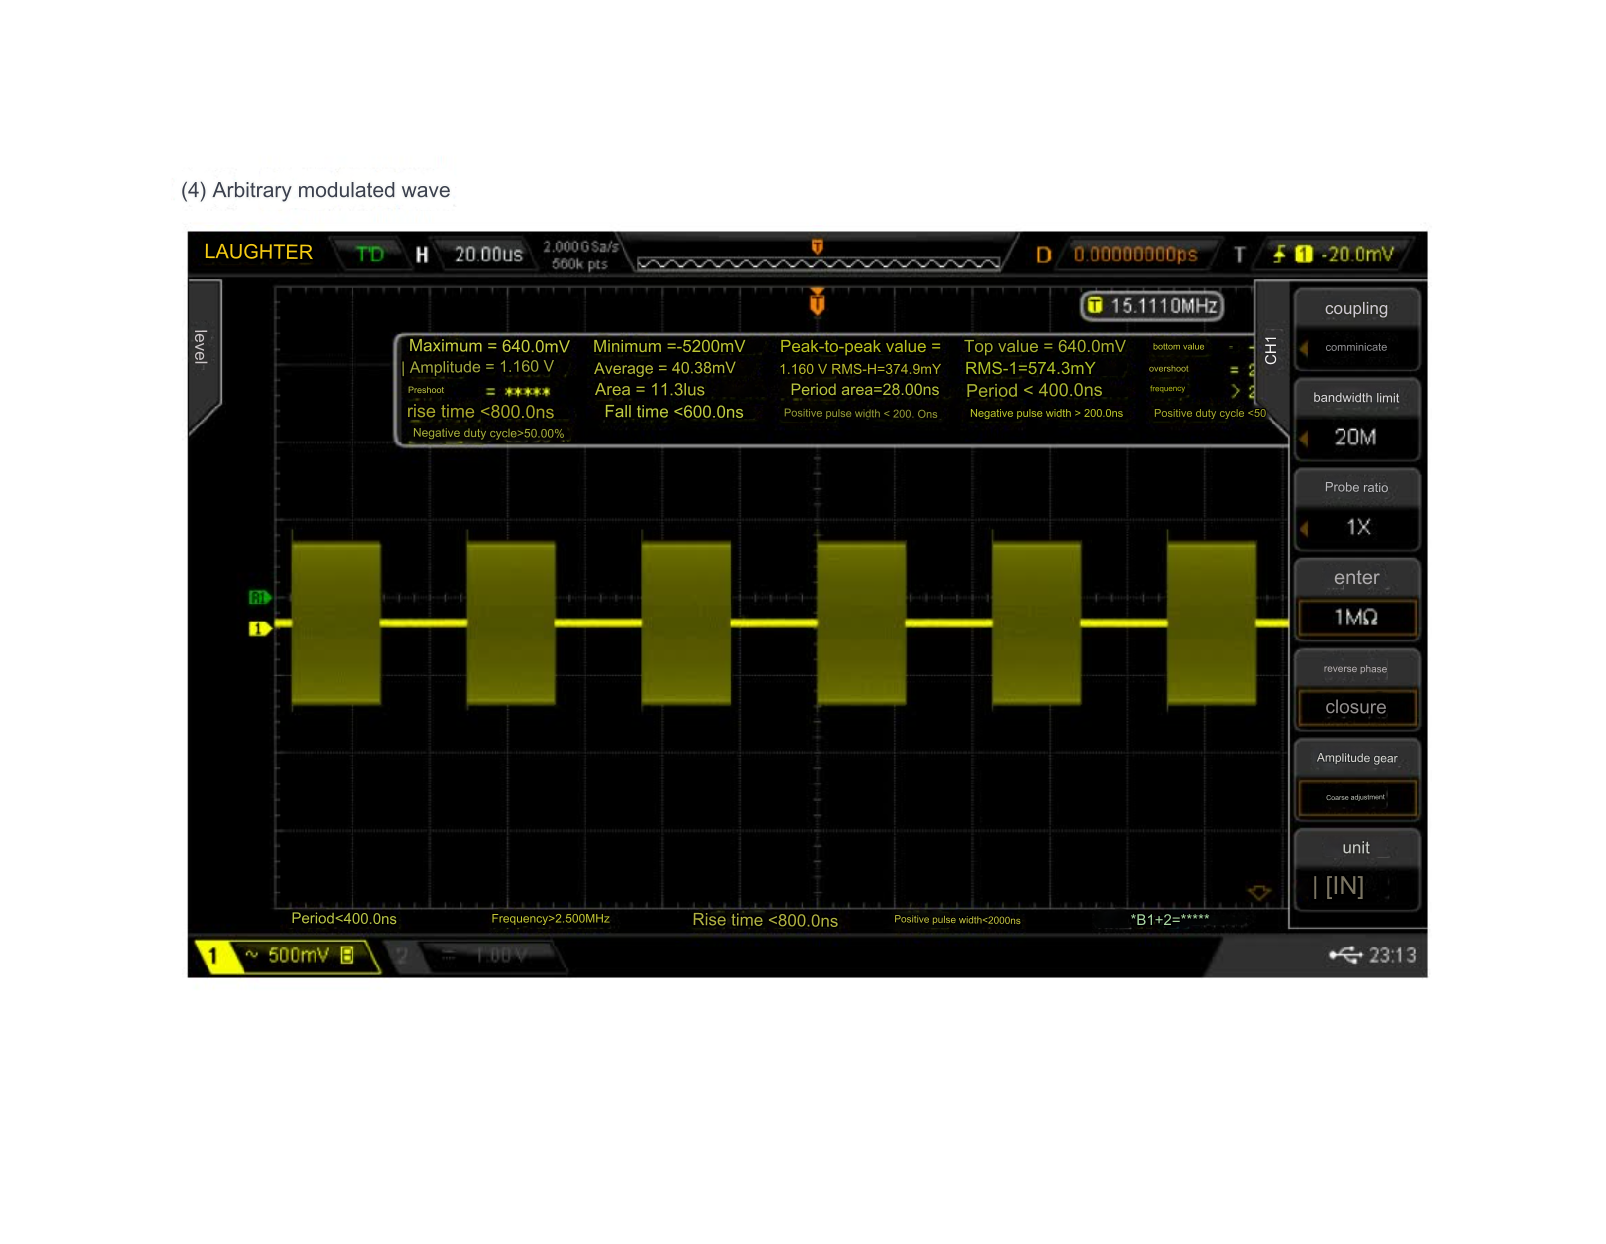 (4) Arbitrary modulated wave
LAUGHTER T'D H 20.00us 2.000GSa/s 560k pts D 0.00000000ps T 1 -20.0mV
level
T 15.1110MHz
CH1
Maximum = 640.0mV Minimum =-5200mV Peak-to-peak value = Top value = 640.0mV bottom value = -
| Amplitude = 1.160 V Average = 40.38mV 1.160 V RMS-H=374.9mY RMS-1=574.3mY overshoot = 2
Preshoot = ***** Area = 11.3lus Period area=28.00ns Period < 400.0ns frequency > 2
rise time <800.0ns Fall time <600.0ns Positive pulse width < 200. Ons Negative pulse width > 200.0ns Positive duty cycle <50
Negative duty cycle>50.00%
coupling
comminicate
bandwidth limit
20M
Probe ratio
1X
enter
1MΩ
reverse phase
closure
Amplitude gear
Coarse adjustment
unit
| [IN]
A1
1
Period<400.0ns Frequency>2.500MHz Rise time <800.0ns Positive pulse width<2000ns *B1+2=*****
1 ~ 500mV B 2 = 1.00V 23:13